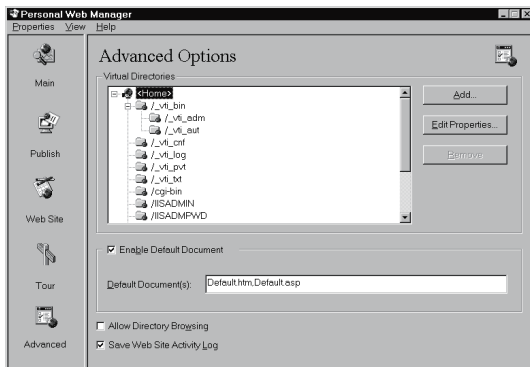 Personal Web Manager
Properties View Help
Main
Publish
Web Site
Tour
Advanced
Advanced Options
Virtual Directories
<Home>
/_vti_bin
/_vti_adm
/_vti_aut
/_vti_cnf
/_vti_log
/_vti_pvt
/_vti_txt
/cgi-bin
/IISADMIN
/IISADMPWD
Add...
Edit Properties...
Remove
Enable Default Document
Default Document(s): Default.htm,Default.asp
Allow Directory Browsing
Save Web Site Activity Log